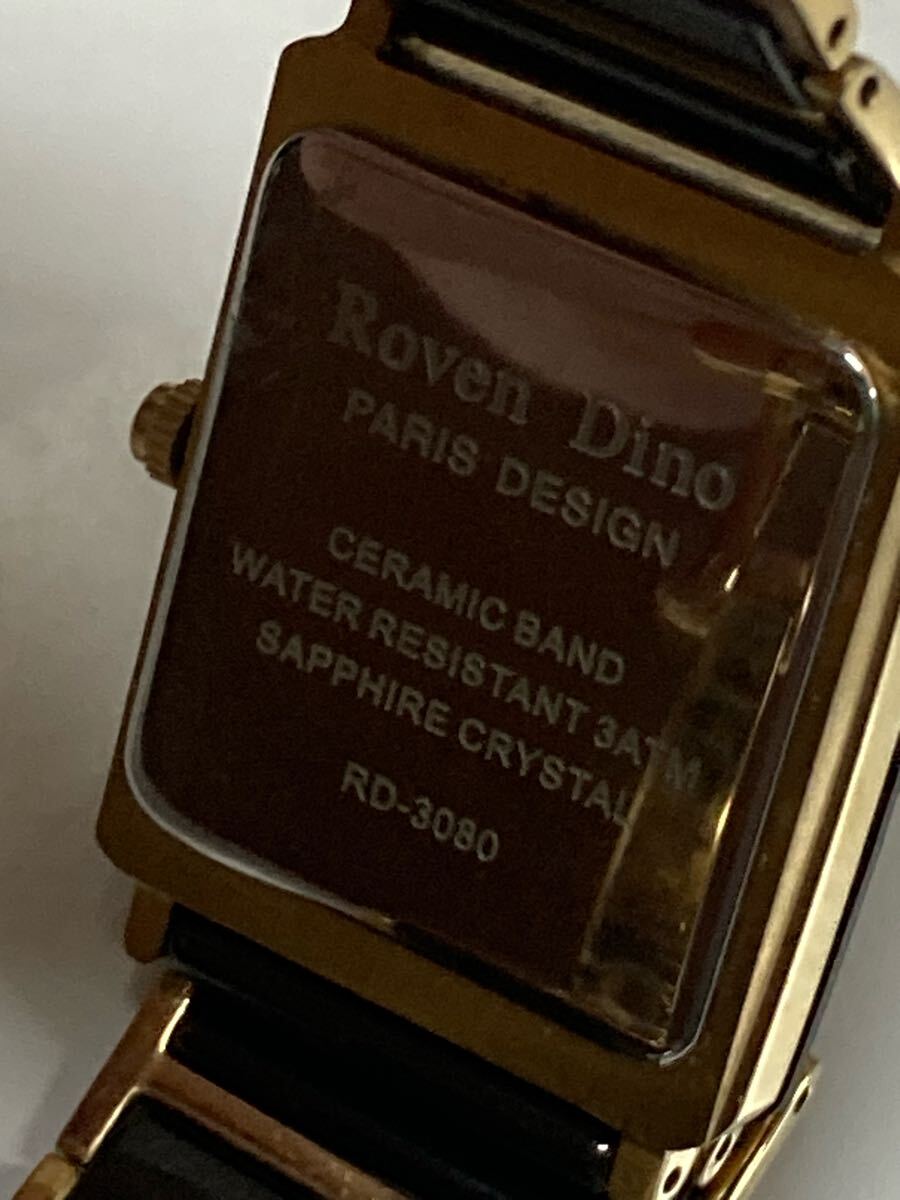 Roven Dino
PARIS DESIGN
CERAMIC BAND
WATER RESISTANT 3ATM
SAPPHIRE CRYSTAL
RD-3080